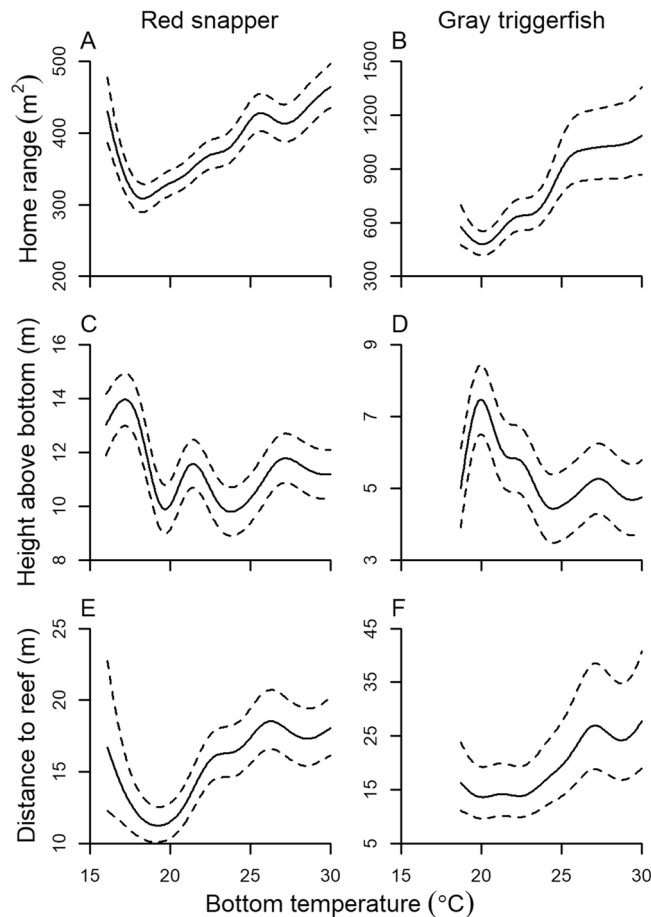 Red snapper
Gray triggerfish
A
B
500
400
300
200
Home range (m2)
1500
1200
900
600
300
C
D
16
14
12
10
8
Height above bottom (m)
9
7
5
3
E
F
25
20
15
10
Distance to reef (m)
45
35
25
15
5
15 20 25 30
15 20 25 30
Bottom temperature (°C)